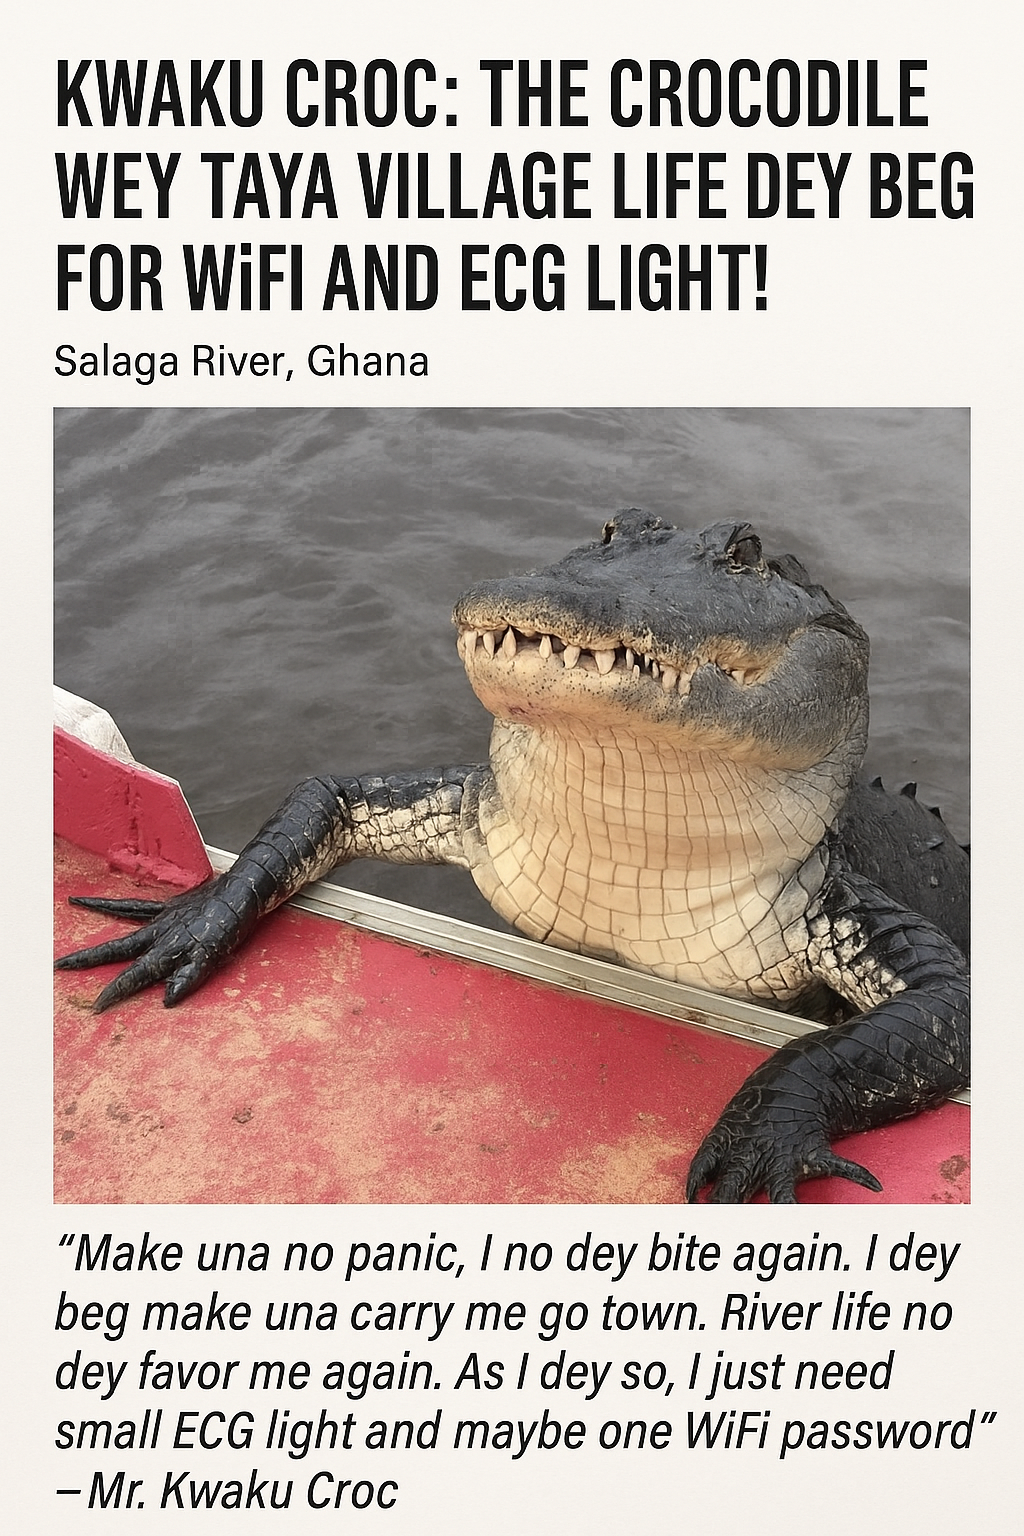 KWAKU CROC: THE CROCODILE
WEY TAYA VILLAGE LIFE DEY BEG
FOR WiFI AND ECG LIGHT!
Salaga River, Ghana
“Make una no panic, I no dey bite again. I dey
beg make una carry me go town. River life no
dey favor me again. As I dey so, I just need
small ECG light and maybe one WiFi password”
– Mr. Kwaku Croc